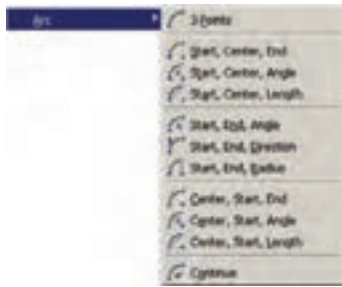 Arc
3 Points
Start, Center, End
Start, Center, Angle
Start, Center, Length
Start, End, Angle
Start, End, Direction
Start, End, Radius
Center, Start, End
Center, Start, Angle
Center, Start, Length
Continue